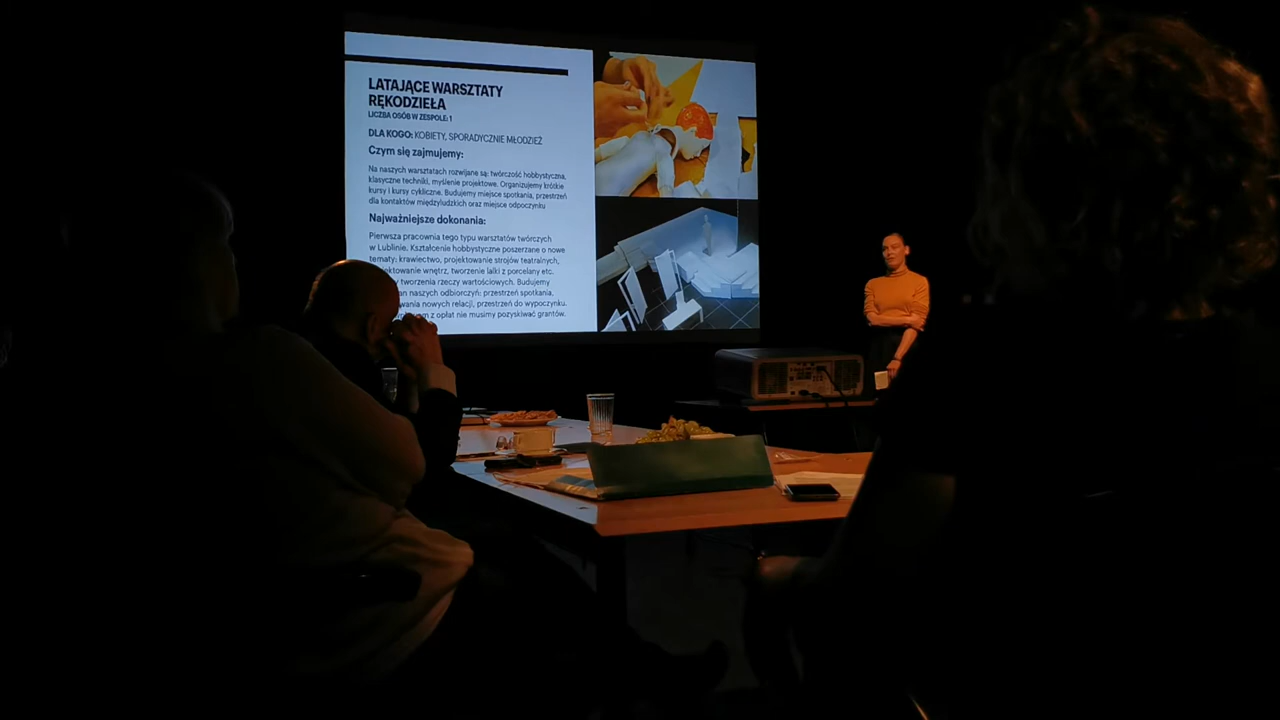 LATAJĄCE WARSZTATY
RĘKODZIEŁA
LICZBA OSÓB W ZESPOLE: 1
DLA KOGO: KOBIETY, SPORADYCZNIE MŁODZIEŻ
Czym się zajmujemy:
Na naszych warsztatach rozwijane są: twórczość hobbystyczna,
klasyczne techniki, myślenie projektowe. Organizujemy krótkie
kursy i kursy cykliczne. Budujemy miejsce spotkania, przestrzeń
dla kontaktów międzyludzkich oraz miejsce odpoczynku
Najważniejsze dokonania:
Pierwsza pracownia tego typu warsztatów twórczych
w Lublinie. Kształcenie hobbystyczne poszerzane o nowe
tematy: krawiectwo, projektowanie strojów teatralnych,
projektowanie wnętrz, tworzenie lalki z porcelany etc.
tworzenia rzeczy wartościowych. Budujemy
naszych odbiorczyń: przestrzeń spotkania,
nowych relacji, przestrzeń do wypoczynku.
z opłat nie musimy pozyskiwać grantów.